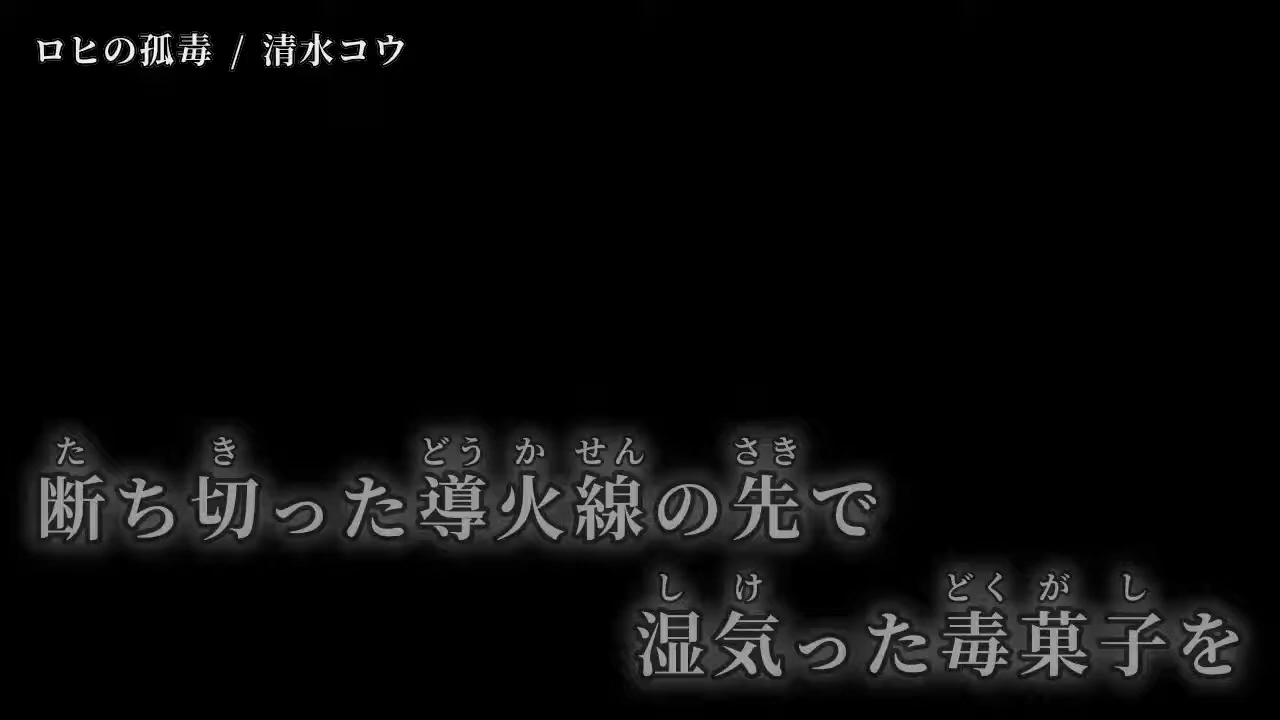 ロヒの孤毒 / 清水コウ
た き どう か せん さき
断ち切った導火線の先で
し け どく が し
湿気った毒菓子を